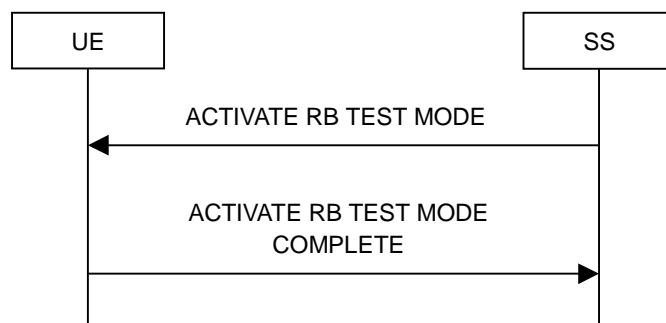 UE
SS
ACTIVATE RB TEST MODE
ACTIVATE RB TEST MODE
COMPLETE